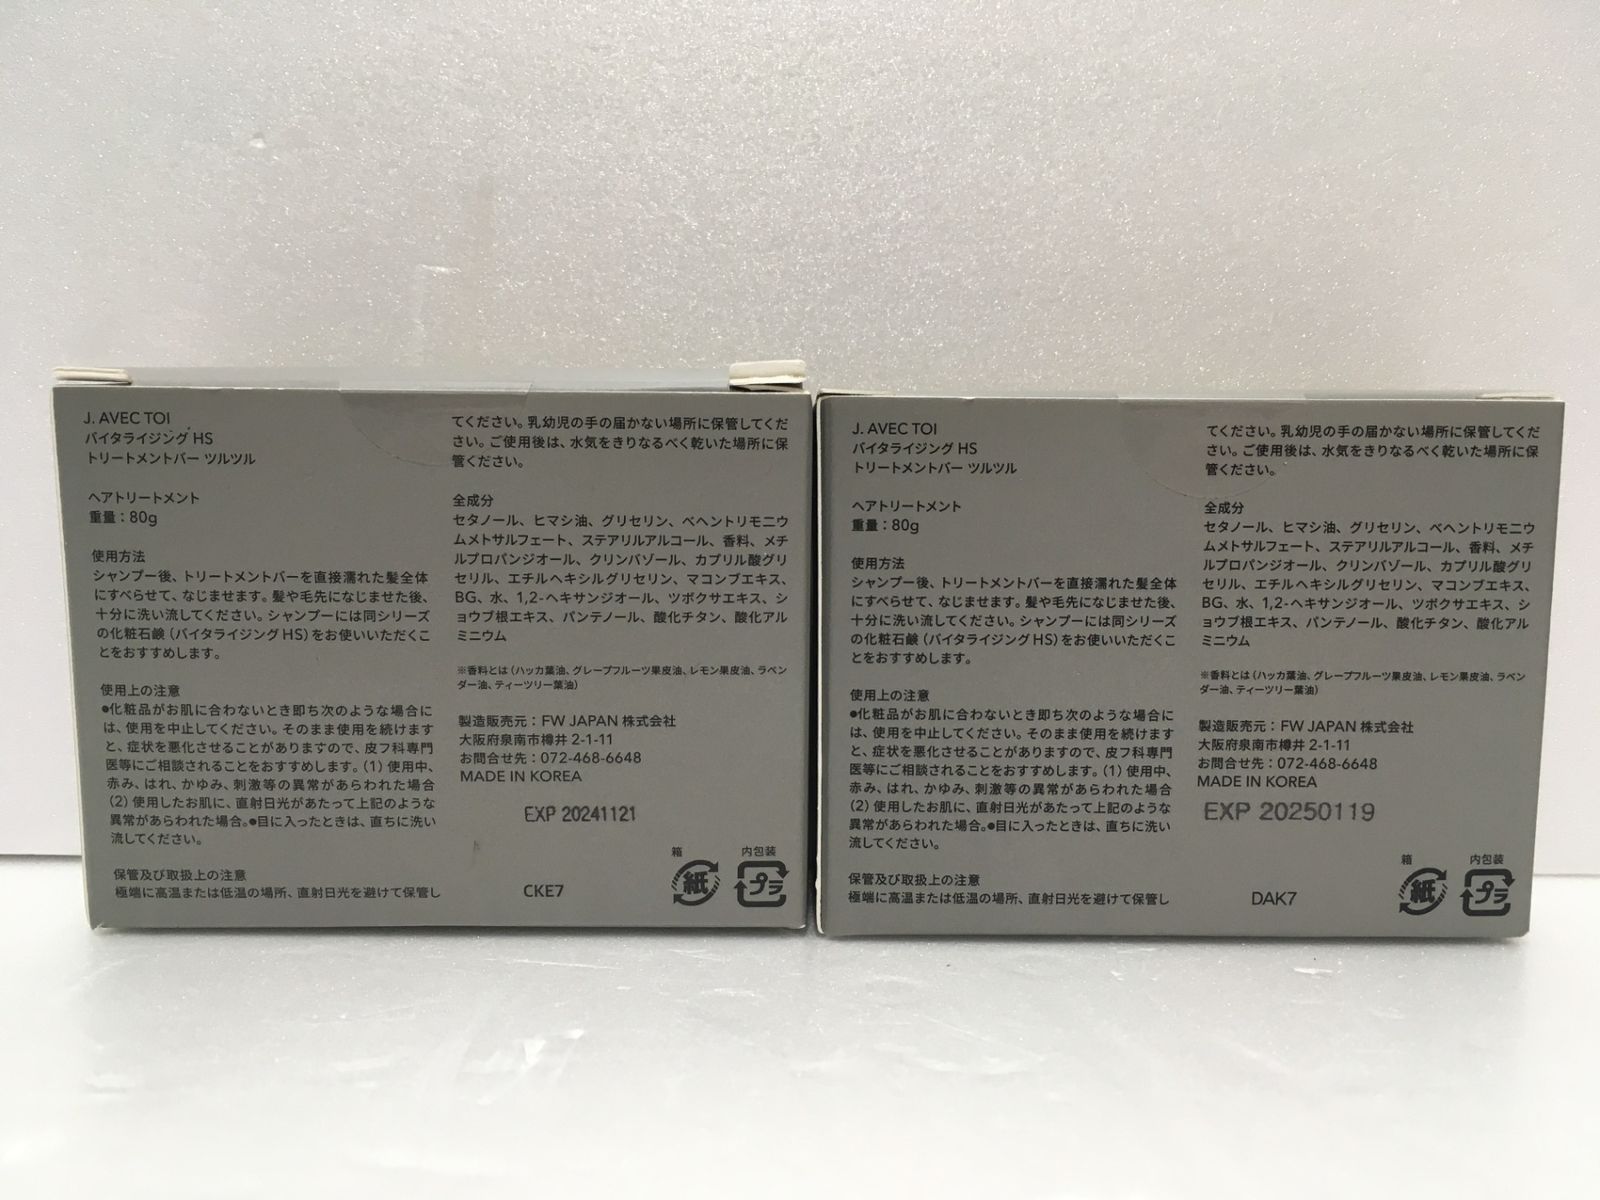 J. AVEC TOI
バイタライジング HS
トリートメントバー ツルツル
ヘアトリートメント
重量：80g
使用方法
シャンプー後、トリートメントバーを直接濡れた髪全体
にすべらせて、なじませます。髪や毛先になじませた後、
十分に洗い流してください。シャンプーには同シリーズ
の化粧石鹸（バイタライジング HS）をお使いいただくこ
とをおすすめします。
使用上の注意
●化粧品がお肌に合わないとき即ち次のような場合に
は、使用を中止してください。そのまま使用を続けます
と、症状を悪化させることがありますので、皮フ科専門
医等にご相談されることをおすすめします。（1）使用中、
赤み、はれ、かゆみ、刺激等の異常があらわれた場合
（2）使用したお肌に、直射日光があたって上記のような
異常があらわれた場合。●目に入ったときは、直ちに洗い
流してください。
保管及び取扱上の注意
極端に高温または低温の場所、直射日光を避けて保管し
てください。乳幼児の手の届かない場所に保管してくだ
さい。ご使用後は、水気をきりなるべく乾いた場所に保
管ください。
全成分
セタノール、ヒマシ油、グリセリン、ベヘントリモニウ
ムメトサルフェート、ステアリルアルコール、香料、メチ
ルプロパンジオール、クリンバゾール、カプリル酸グリ
セリル、エチルヘキシルグリセリン、マコンブエキス、
BG、水、1,2-ヘキサンジオール、ツボクサエキス、シ
ョウブ根エキス、パンテノール、酸化チタン、酸化アル
ミニウム
※香料とは（ハッカ葉油、グレープフルーツ果皮油、レモン果皮油、ラベン
ダー油、ティーツリー葉油）
製造販売元：FW JAPAN 株式会社
大阪府泉南市樽井 2-1-11
お問合せ先：072-468-6648
MADE IN KOREA
EXP 20241121
CKE7
箱
紙
内包装
プラ
J. AVEC TOI
バイタライジング HS
トリートメントバー ツルツル
ヘアトリートメント
重量：80g
使用方法
シャンプー後、トリートメントバーを直接濡れた髪全体
にすべらせて、なじませます。髪や毛先になじませた後、
十分に洗い流してください。シャンプーには同シリーズ
の化粧石鹸（バイタライジング HS）をお使いいただくこ
とをおすすめします。
使用上の注意
●化粧品がお肌に合わないとき即ち次のような場合に
は、使用を中止してください。そのまま使用を続けます
と、症状を悪化させることがありますので、皮フ科専門
医等にご相談されることをおすすめします。（1）使用中、
赤み、はれ、かゆみ、刺激等の異常があらわれた場合
（2）使用したお肌に、直射日光があたって上記のような
異常があらわれた場合。●目に入ったときは、直ちに洗い
流してください。
保管及び取扱上の注意
極端に高温または低温の場所、直射日光を避けて保管し
てください。乳幼児の手の届かない場所に保管してくだ
さい。ご使用後は、水気をきりなるべく乾いた場所に保
管ください。
全成分
セタノール、ヒマシ油、グリセリン、ベヘントリモニウ
ムメトサルフェート、ステアリルアルコール、香料、メチ
ルプロパンジオール、クリンバゾール、カプリル酸グリ
セリル、エチルヘキシルグリセリン、マコンブエキス、
BG、水、1,2-ヘキサンジオール、ツボクサエキス、シ
ョウブ根エキス、パンテノール、酸化チタン、酸化アル
ミニウム
※香料とは（ハッカ葉油、グレープフルーツ果皮油、レモン果皮油、ラベン
ダー油、ティーツリー葉油）
製造販売元：FW JAPAN 株式会社
大阪府泉南市樽井 2-1-11
お問合せ先：072-468-6648
MADE IN KOREA
EXP 20250119
DAK7
箱
紙
内包装
プラ